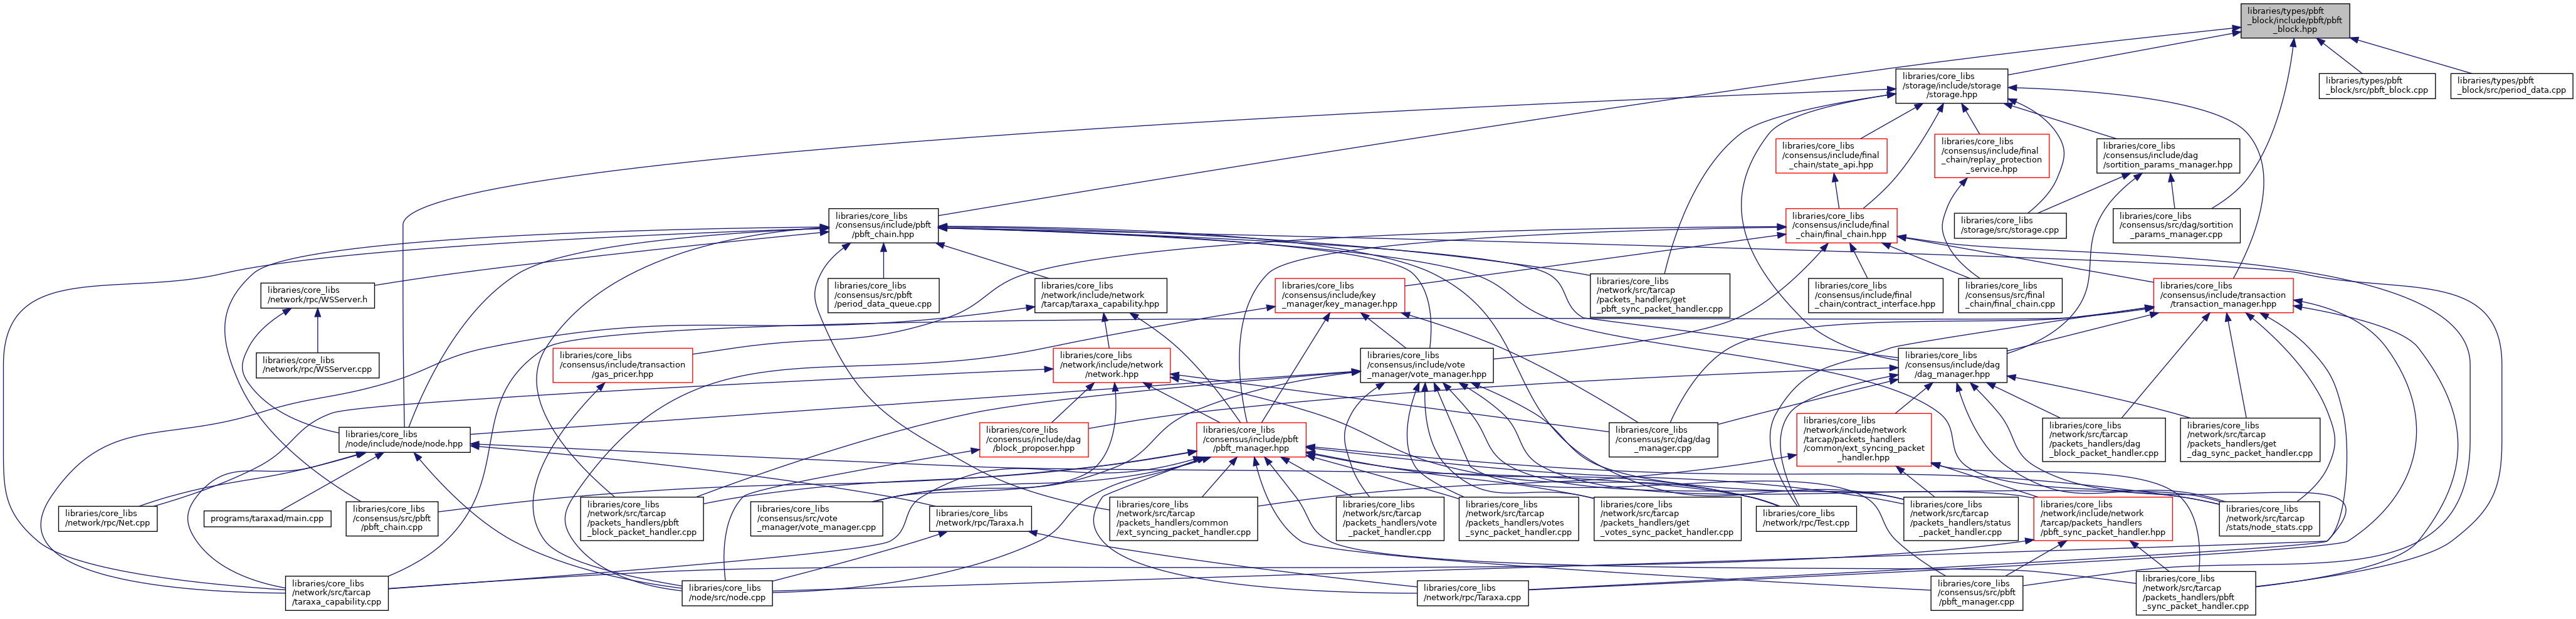 libraries/types/pbft
_block/include/pbft/pbft
_block.hpp
libraries/core_libs
/storage/include/storage
/storage.hpp
libraries/types/pbft
_block/src/pbft_block.cpp
libraries/types/pbft
_block/src/period_data.cpp
libraries/core_libs
/consensus/include/final
_chain/state_api.hpp
libraries/core_libs
/consensus/include/final
_chain/replay_protection
_service.hpp
libraries/core_libs
/consensus/include/dag
/sortition_params_manager.hpp
libraries/core_libs
/consensus/include/pbft
/pbft_chain.hpp
libraries/core_libs
/consensus/include/final
_chain/final_chain.hpp
libraries/core_libs
/storage/src/storage.cpp
libraries/core_libs
/consensus/src/dag/sortition
_params_manager.cpp
libraries/core_libs
/network/rpc/WSServer.h
libraries/core_libs
/consensus/src/pbft
/period_data_queue.cpp
libraries/core_libs
/network/include/network
/tarcap/taraxa_capability.hpp
libraries/core_libs
/consensus/include/key
_manager/key_manager.hpp
libraries/core_libs
/network/src/tarcap
/packets_handlers/get
_pbft_sync_packet_handler.cpp
libraries/core_libs
/consensus/include/final
_chain/contract_interface.hpp
libraries/core_libs
/consensus/src/final
_chain/final_chain.cpp
libraries/core_libs
/consensus/include/transaction
/transaction_manager.hpp
libraries/core_libs
/network/rpc/WSServer.cpp
libraries/core_libs
/consensus/include/transaction
/gas_pricer.hpp
libraries/core_libs
/network/include/network
/network.hpp
libraries/core_libs
/consensus/include/vote
_manager/vote_manager.hpp
libraries/core_libs
/consensus/include/dag
/dag_manager.hpp
libraries/core_libs
/node/include/node/node.hpp
libraries/core_libs
/consensus/include/dag
/block_proposer.hpp
libraries/core_libs
/consensus/include/pbft
/pbft_manager.hpp
libraries/core_libs
/consensus/src/dag/dag
_manager.cpp
libraries/core_libs
/network/include/network
/tarcap/packets_handlers
/common/ext_syncing_packet
_handler.hpp
libraries/core_libs
/network/src/tarcap
/packets_handlers/dag
_block_packet_handler.cpp
libraries/core_libs
/network/src/tarcap
/packets_handlers/get
_dag_sync_packet_handler.cpp
libraries/core_libs
/network/rpc/Net.cpp
programs/taraxad/main.cpp
libraries/core_libs
/consensus/src/pbft
/pbft_chain.cpp
libraries/core_libs
/network/src/tarcap
/packets_handlers/pbft
_block_packet_handler.cpp
libraries/core_libs
/consensus/src/vote
_manager/vote_manager.cpp
libraries/core_libs
/network/rpc/Taraxa.h
libraries/core_libs
/network/src/tarcap
/packets_handlers/common
/ext_syncing_packet_handler.cpp
libraries/core_libs
/network/src/tarcap
/packets_handlers/vote
_packet_handler.cpp
libraries/core_libs
/network/src/tarcap
/packets_handlers/votes
_sync_packet_handler.cpp
libraries/core_libs
/network/src/tarcap
/packets_handlers/get
_votes_sync_packet_handler.cpp
libraries/core_libs
/network/rpc/Test.cpp
libraries/core_libs
/network/src/tarcap
/packets_handlers/status
_packet_handler.cpp
libraries/core_libs
/network/include/network
/tarcap/packets_handlers
/pbft_sync_packet_handler.hpp
libraries/core_libs
/network/src/tarcap
/stats/node_stats.cpp
libraries/core_libs
/network/src/tarcap
/taraxa_capability.cpp
libraries/core_libs
/node/src/node.cpp
libraries/core_libs
/network/rpc/Taraxa.cpp
libraries/core_libs
/consensus/src/pbft
/pbft_manager.cpp
libraries/core_libs
/network/src/tarcap
/packets_handlers/pbft
_sync_packet_handler.cpp